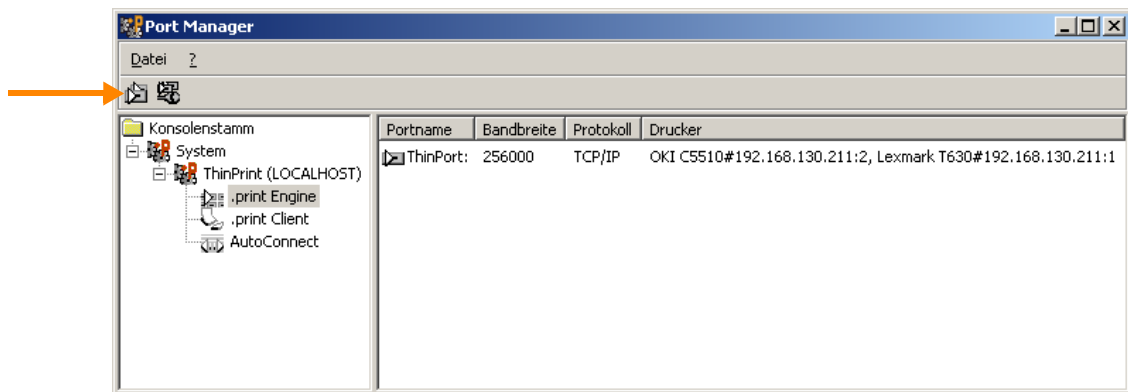 Port Manager
Datei ?
Konsolenstamm
System
ThinPrint (LOCALHOST)
.print Engine
.print Client
AutoConnect
Portname Bandbreite Protokoll Drucker
ThinPort: 256000 TCP/IP OKI C5510#192.168.130.211:2, Lexmark T630#192.168.130.211:1